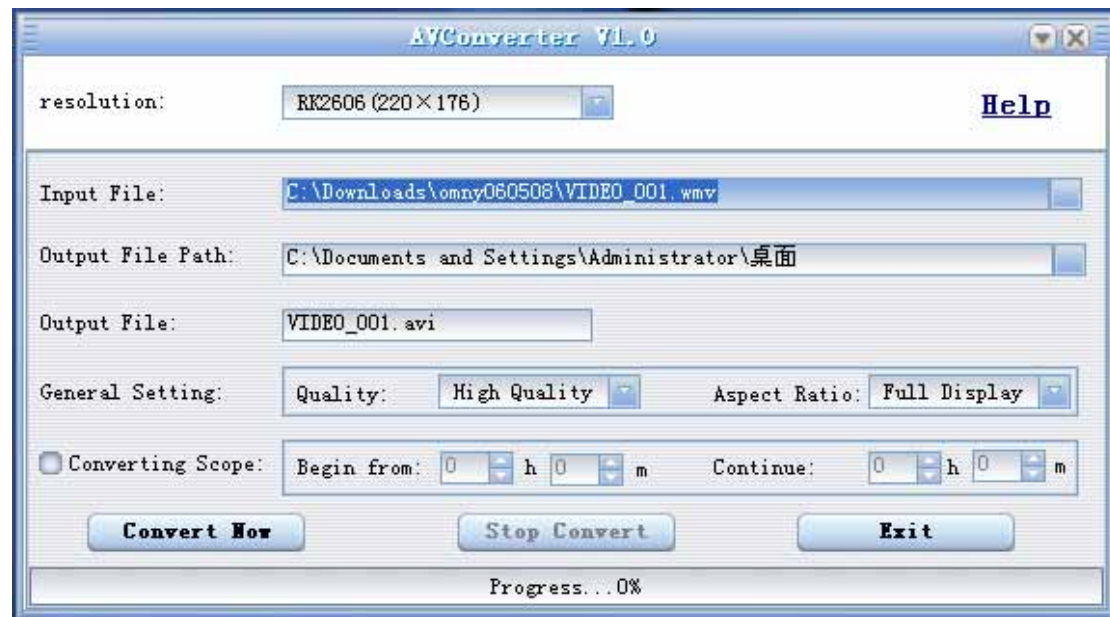 AVConverter V1.0
resolution: RK2606(220×176) Help
Input File: C:\Downloads\omny060508\VIDEO_001.wmv
Output File Path: C:\Documents and Settings\Administrator\桌面
Output File: VIDEO_001.avi
General Setting: Quality: High Quality Aspect Ratio: Full Display
Converting Scope: Begin from: 0 h 0 m Continue: 0 h 0 m
Convert Now Stop Convert Exit
Progress...0%